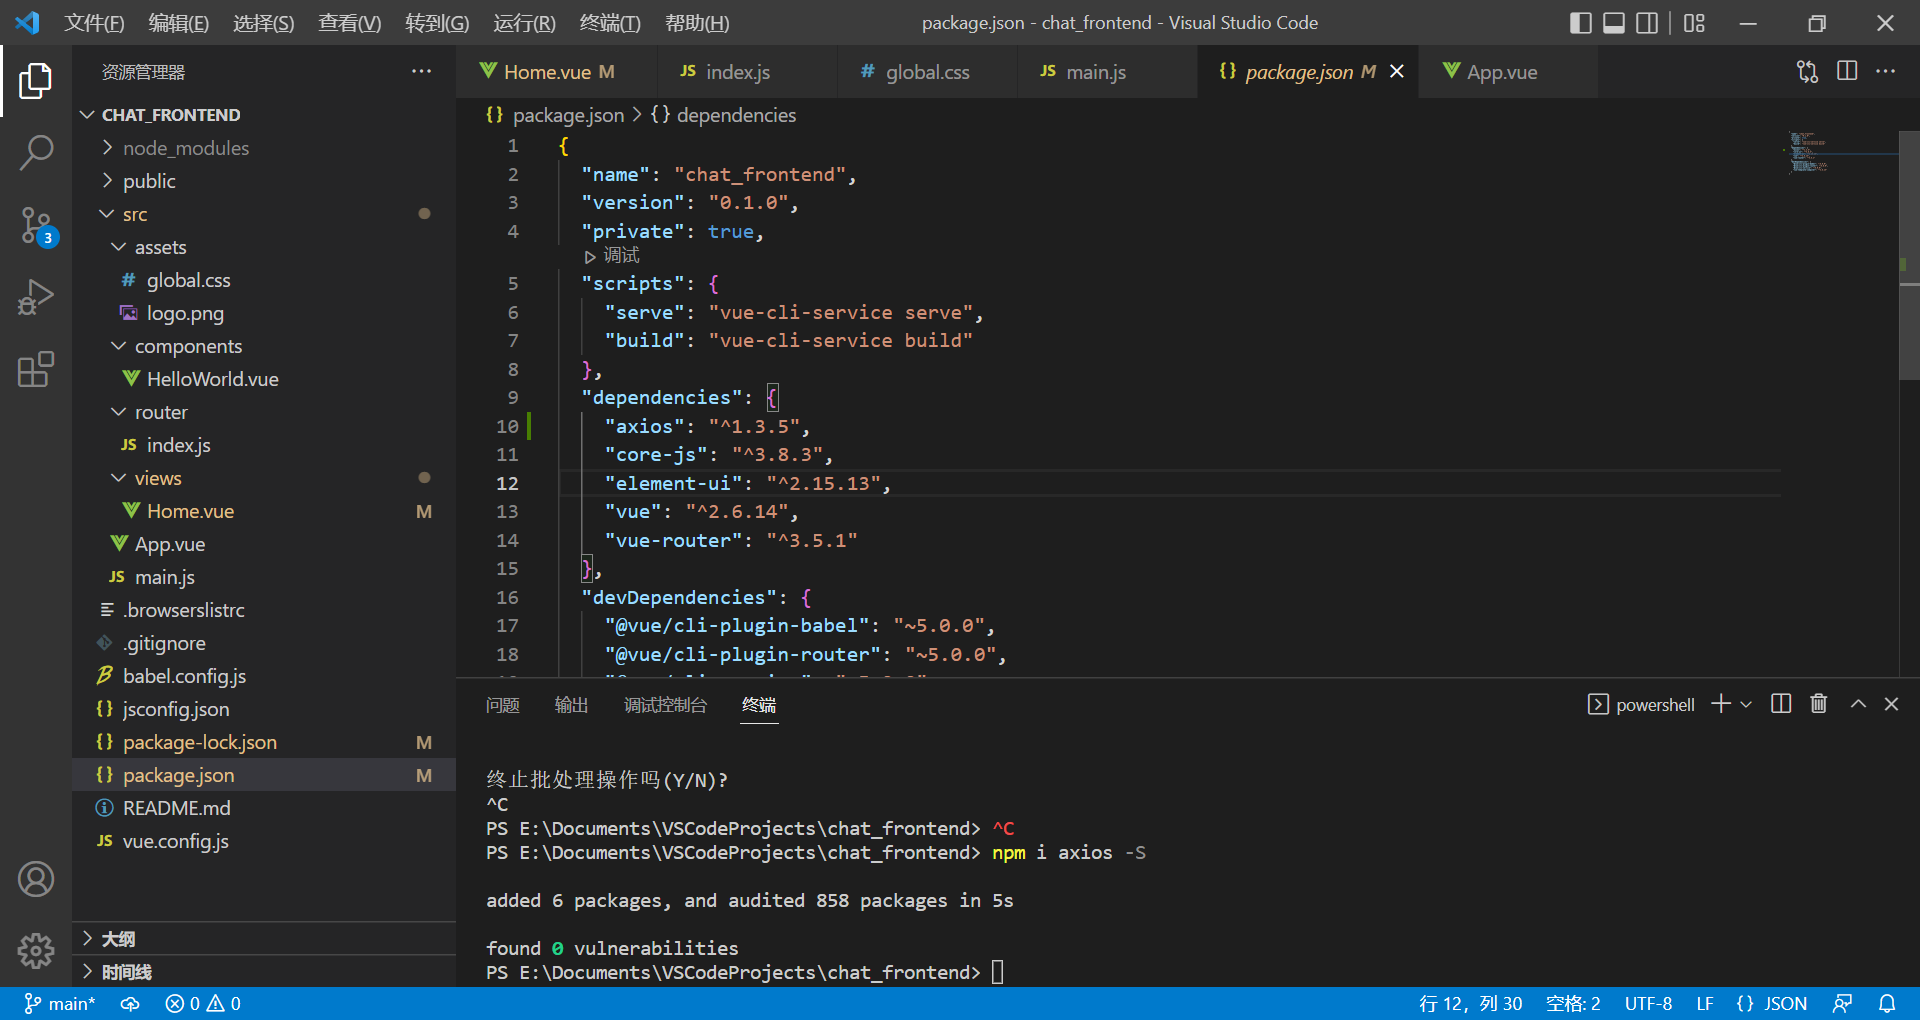 文件(F) 编辑(E) 选择(S) 查看(V) 转到(G) 运行(R) 终端(T) 帮助(H)
package.json - chat_frontend - Visual Studio Code
资源管理器
CHAT_FRONTEND
node_modules
public
src
assets
# global.css
logo.png
components
HelloWorld.vue
router
JS index.js
views
Home.vue M
App.vue
JS main.js
.browserslistrc
.gitignore
babel.config.js
{} jsconfig.json
{} package-lock.json M
{} package.json M
README.md
JS vue.config.js
大纲
时间线
3
Home.vue M
JS index.js
# global.css
JS main.js
{} package.json M
App.vue
{} package.json > {} dependencies
1 {
2 "name": "chat_frontend",
3 "version": "0.1.0",
4 "private": true,
调试
5 "scripts": {
6 "serve": "vue-cli-service serve",
7 "build": "vue-cli-service build"
8 },
9 "dependencies": {
10 "axios": "^1.3.5",
11 "core-js": "^3.8.3",
12 "element-ui": "^2.15.13",
13 "vue": "^2.6.14",
14 "vue-router": "^3.5.1"
15 },
16 "devDependencies": {
17 "@vue/cli-plugin-babel": "~5.0.0",
18 "@vue/cli-plugin-router": "~5.0.0",
问题 输出 调试控制台 终端
powershell
终止批处理操作吗(Y/N)?
^C
PS E:\Documents\VSCodeProjects\chat_frontend> ^C
PS E:\Documents\VSCodeProjects\chat_frontend> npm i axios -S
added 6 packages, and audited 858 packages in 5s
found 0 vulnerabilities
PS E:\Documents\VSCodeProjects\chat_frontend>
main* 0 0
行 12，列 30 空格: 2 UTF-8 LF {} JSON